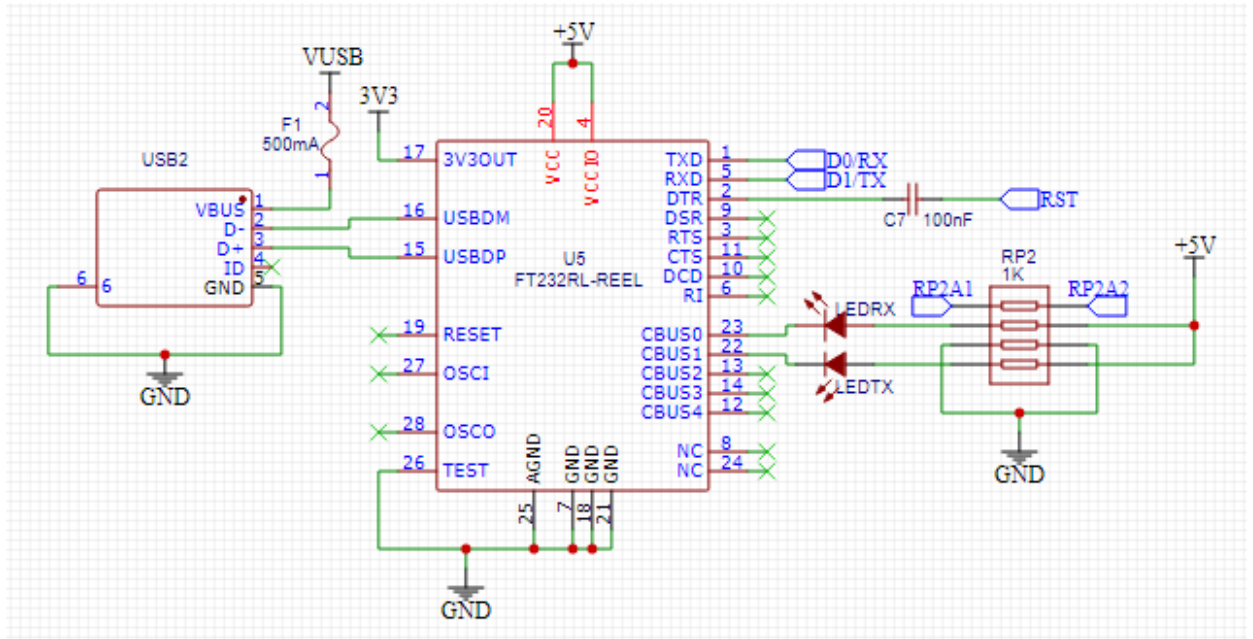 +5V
VUSB
2
3V3
F1
500mA
1
USB2
VBUS 1
D- 2
D+ 3
ID 4
GND 5
6 6
GND
20 4
VCC VCCIO
17 3V3OUT
16 USBDM
15 USBDP
U5
FT232RL-REEL
19 RESET
27 OSCI
28 OSCO
26 TEST
AGND GND GND GND
25 7 18 21
GND
TXD 1 D0/RX
RXD 5 D1/TX
DTR 2
C7 100nF RST
DSR 9
RTS 3
CTS 11
DCD 10
RI 6
CBUS0 23
CBUS1 22
CBUS2 13
CBUS3 14
CBUS4 12
NC 8
NC 24
LEDRX
LEDTX
+5V
RP2
1K
RP2A1 RP2A2
GND